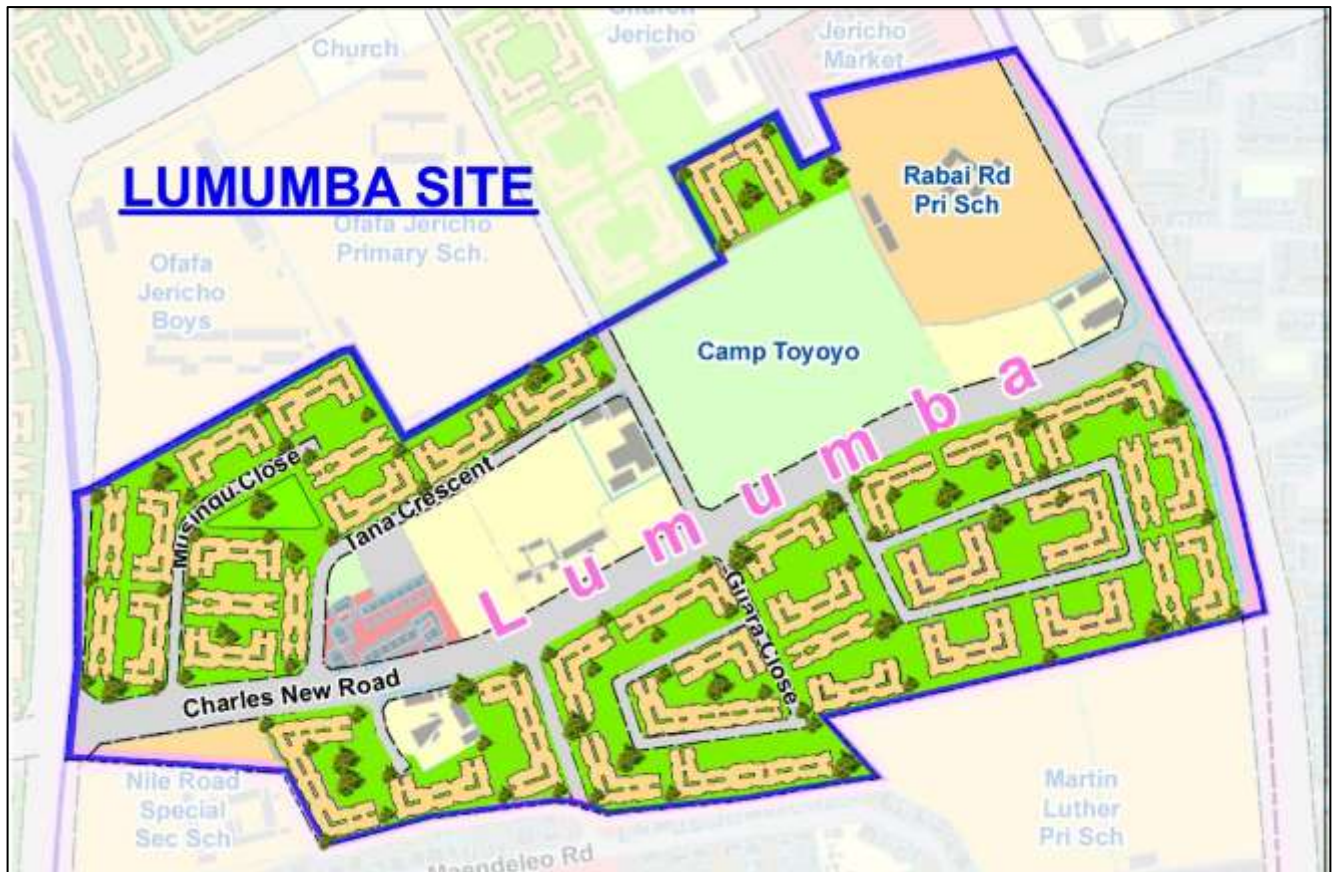 Church
Church
Jericho
Jericho
Market
LUMUMBA SITE
Rabai Rd
Pri Sch
Ofafa Jericho
Primary Sch.
Ofafa
Jericho
Boys
Camp Toyoyo
Lumumba
Musingu Close
Tana Crescent
Guara Close
Charles New Road
Nile Road
Special
Sec Sch
Martin
Luther
Pri Sch
Maendeleo Rd